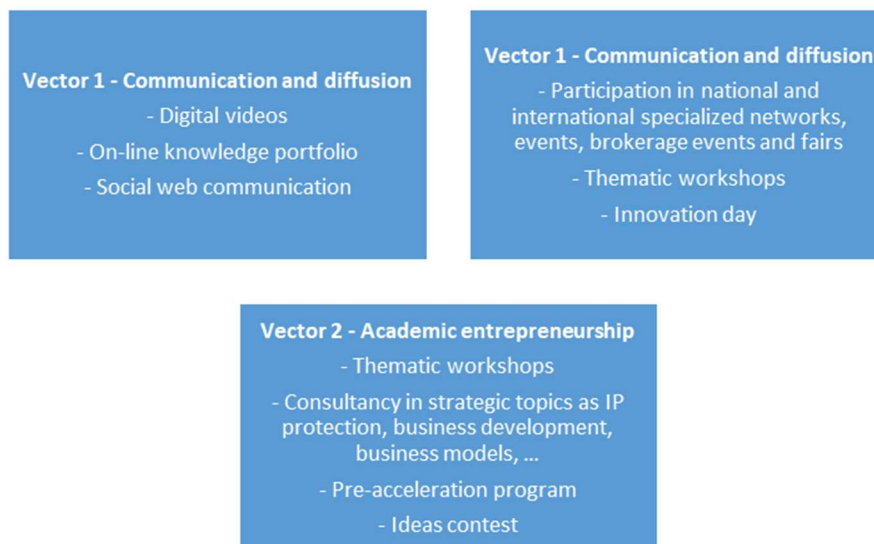 Vector 1 - Communication and diffusion
- Digital videos
- On-line knowledge portfolio
- Social web communication
Vector 1 - Communication and diffusion
- Participation in national and
international specialized networks,
events, brokerage events and fairs
- Thematic workshops
- Innovation day
Vector 2 - Academic entrepreneurship
- Thematic workshops
- Consultancy in strategic topics as IP
protection, business development,
business models, ...
- Pre-acceleration program
- Ideas contest